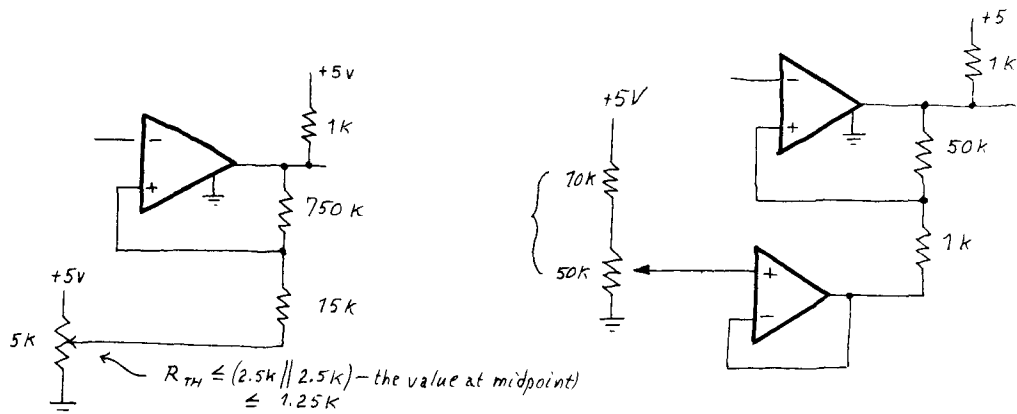 +5v
1k
−
+
750 K
+5v
15k
5k
R_TH ≤ (2.5k || 2.5k) – the value at midpoint)
≤ 1.25K
+5
1k
−
+
50k
+5V
10k
1k
50k
+
−